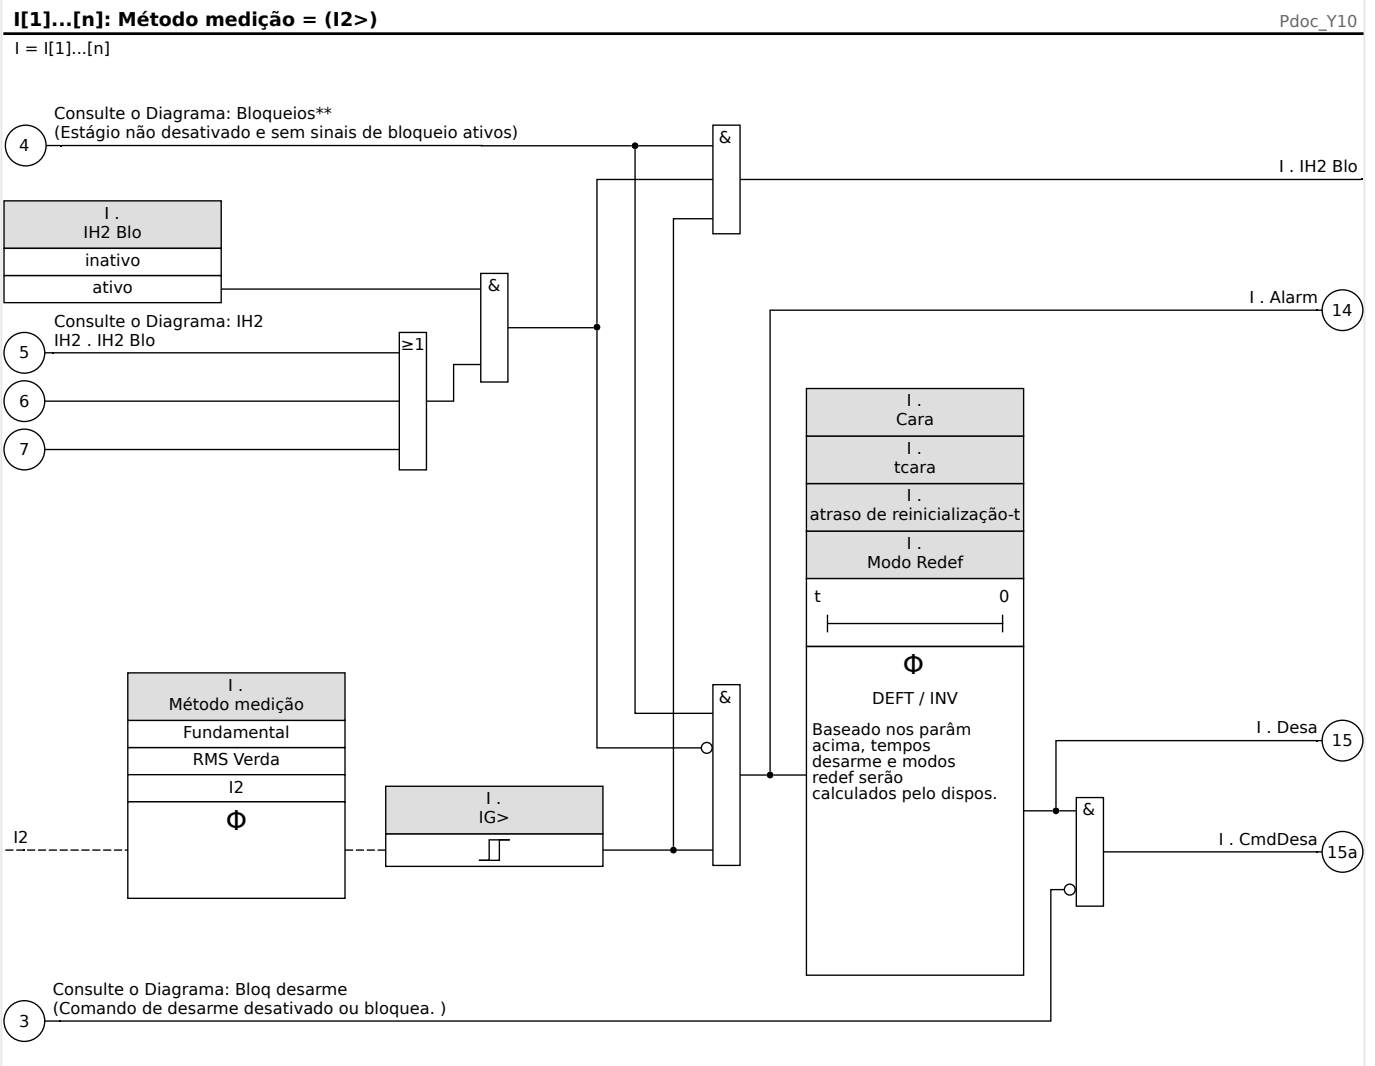 I[1]...[n]: Método medição = (I2>)
Pdoc_Y10
I = I[1]...[n]
Consulte o Diagrama: Bloqueios**
(Estágio não desativado e sem sinais de bloqueio ativos)
4
&
I . IH2 Blo
I .
IH2 Blo
inativo
ativo
&
I . Alarm
14
Consulte o Diagrama: IH2
IH2 . IH2 Blo
5
≥1
6
7
I .
Cara
I .
tcara
I .
atraso de reinicialização-t
I .
Modo Redef
t 0
Φ
DEFT / INV
Baseado nos parâm
acima, tempos
desarme e modos
redef serão
calculados pelo dispos.
I .
Método medição
Fundamental
RMS Verda
I2
Φ
&
I2
I .
IG>
I . Desa
15
&
I . CmdDesa
15a
Consulte o Diagrama: Bloq desarme
(Comando de desarme desativado ou bloquea. )
3